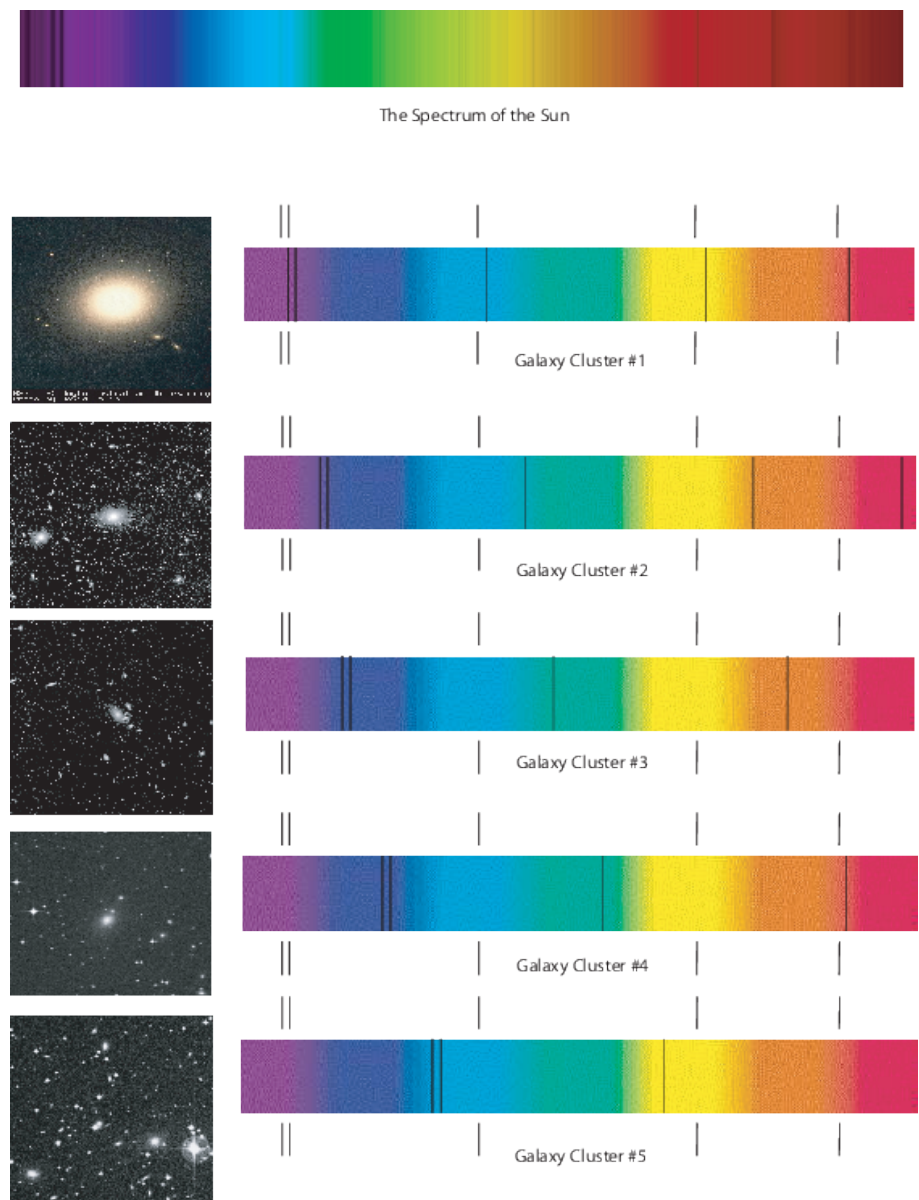 The Spectrum of the Sun
Galaxy Cluster #1
Galaxy Cluster #2
Galaxy Cluster #3
Galaxy Cluster #4
Galaxy Cluster #5